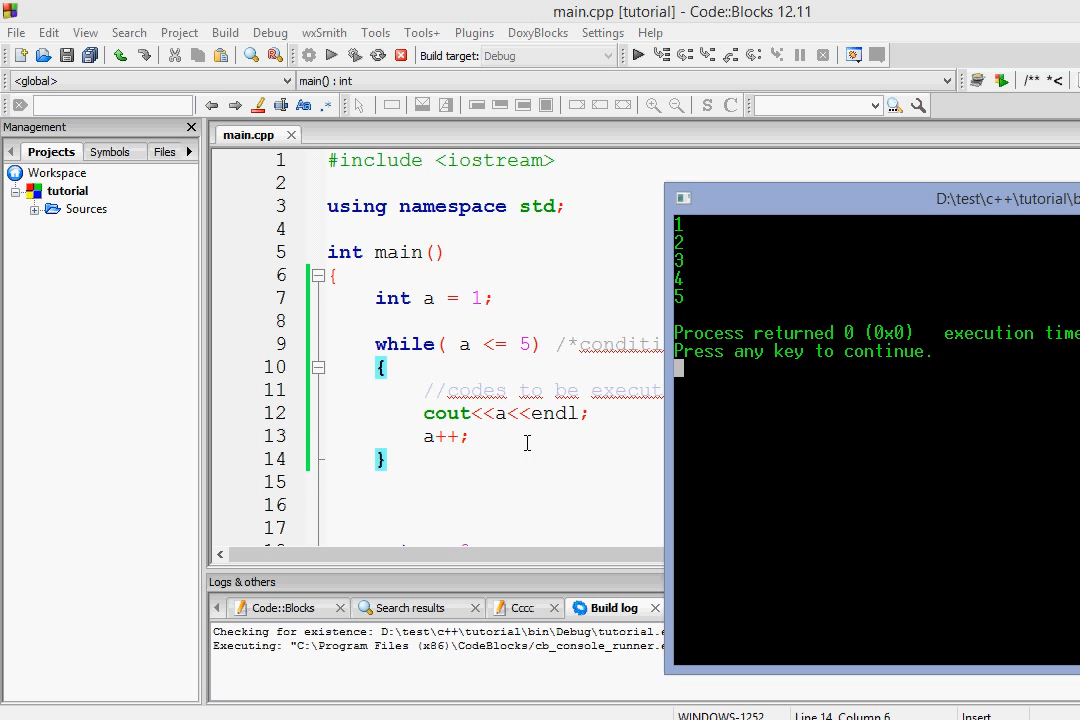 main.cpp [tutorial] - Code::Blocks 12.11
File Edit View Search Project Build Debug wxSmith Tools Tools+ Plugins DoxyBlocks Settings Help
Build target: Debug
<global> main() : int
/** *<
S C
Management
Projects Symbols Files
Workspace
tutorial
Sources
main.cpp
1 #include <iostream>
2
3 using namespace std;
4
5 int main()
6 {
7 int a = 1;
8
9 while( a <= 5) /*conditi
10 {
11 //codes to be execut
12 cout<<a<<endl;
13 a++;
14 }
15
16
17
D:\test\c++\tutorial\b
1
2
3
4
5
Process returned 0 (0x0) execution time
Press any key to continue.
Logs & others
Code::Blocks Search results Cccc Build log
Checking for existence: D:\test\c++\tutorial\bin\Debug\tutorial.e
Executing: "C:\Program Files (x86)\CodeBlocks/cb_console_runner.e
WINDOWS-1252 Line 14, Column 6 Insert